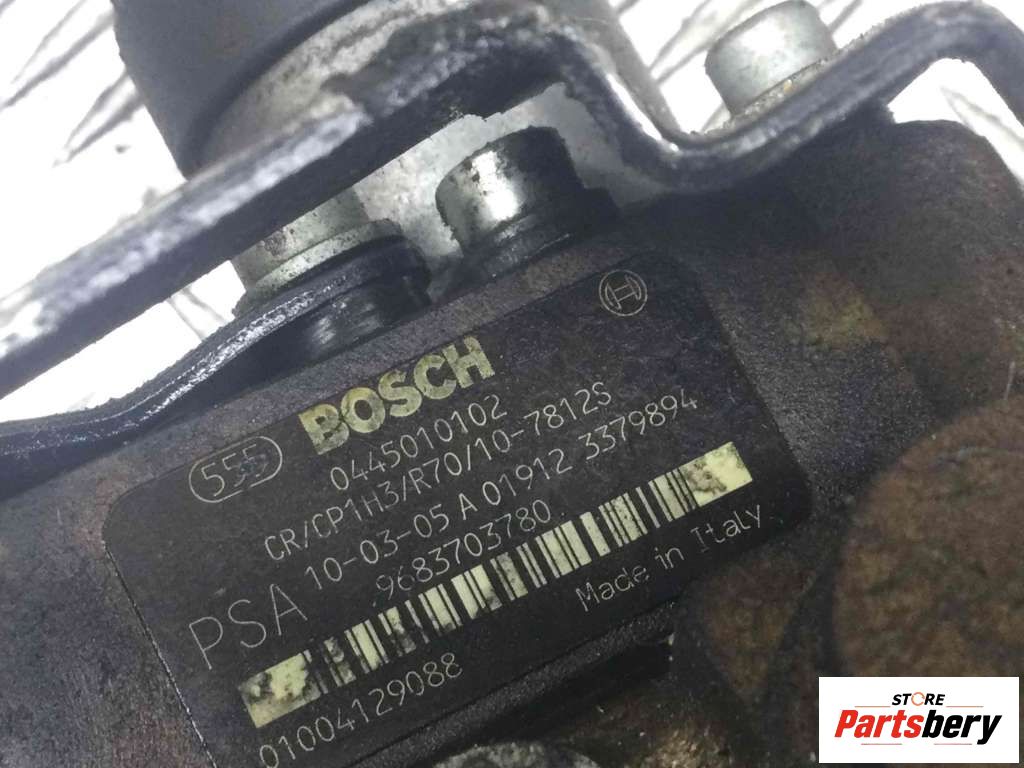 BOSCH
555
0445010102
CR/CP1H3/R70/10-7812S
10-03-05 A 01912 3379894
PSA
9683703780
Made in Italy
01004129088
STORE
Partsbery